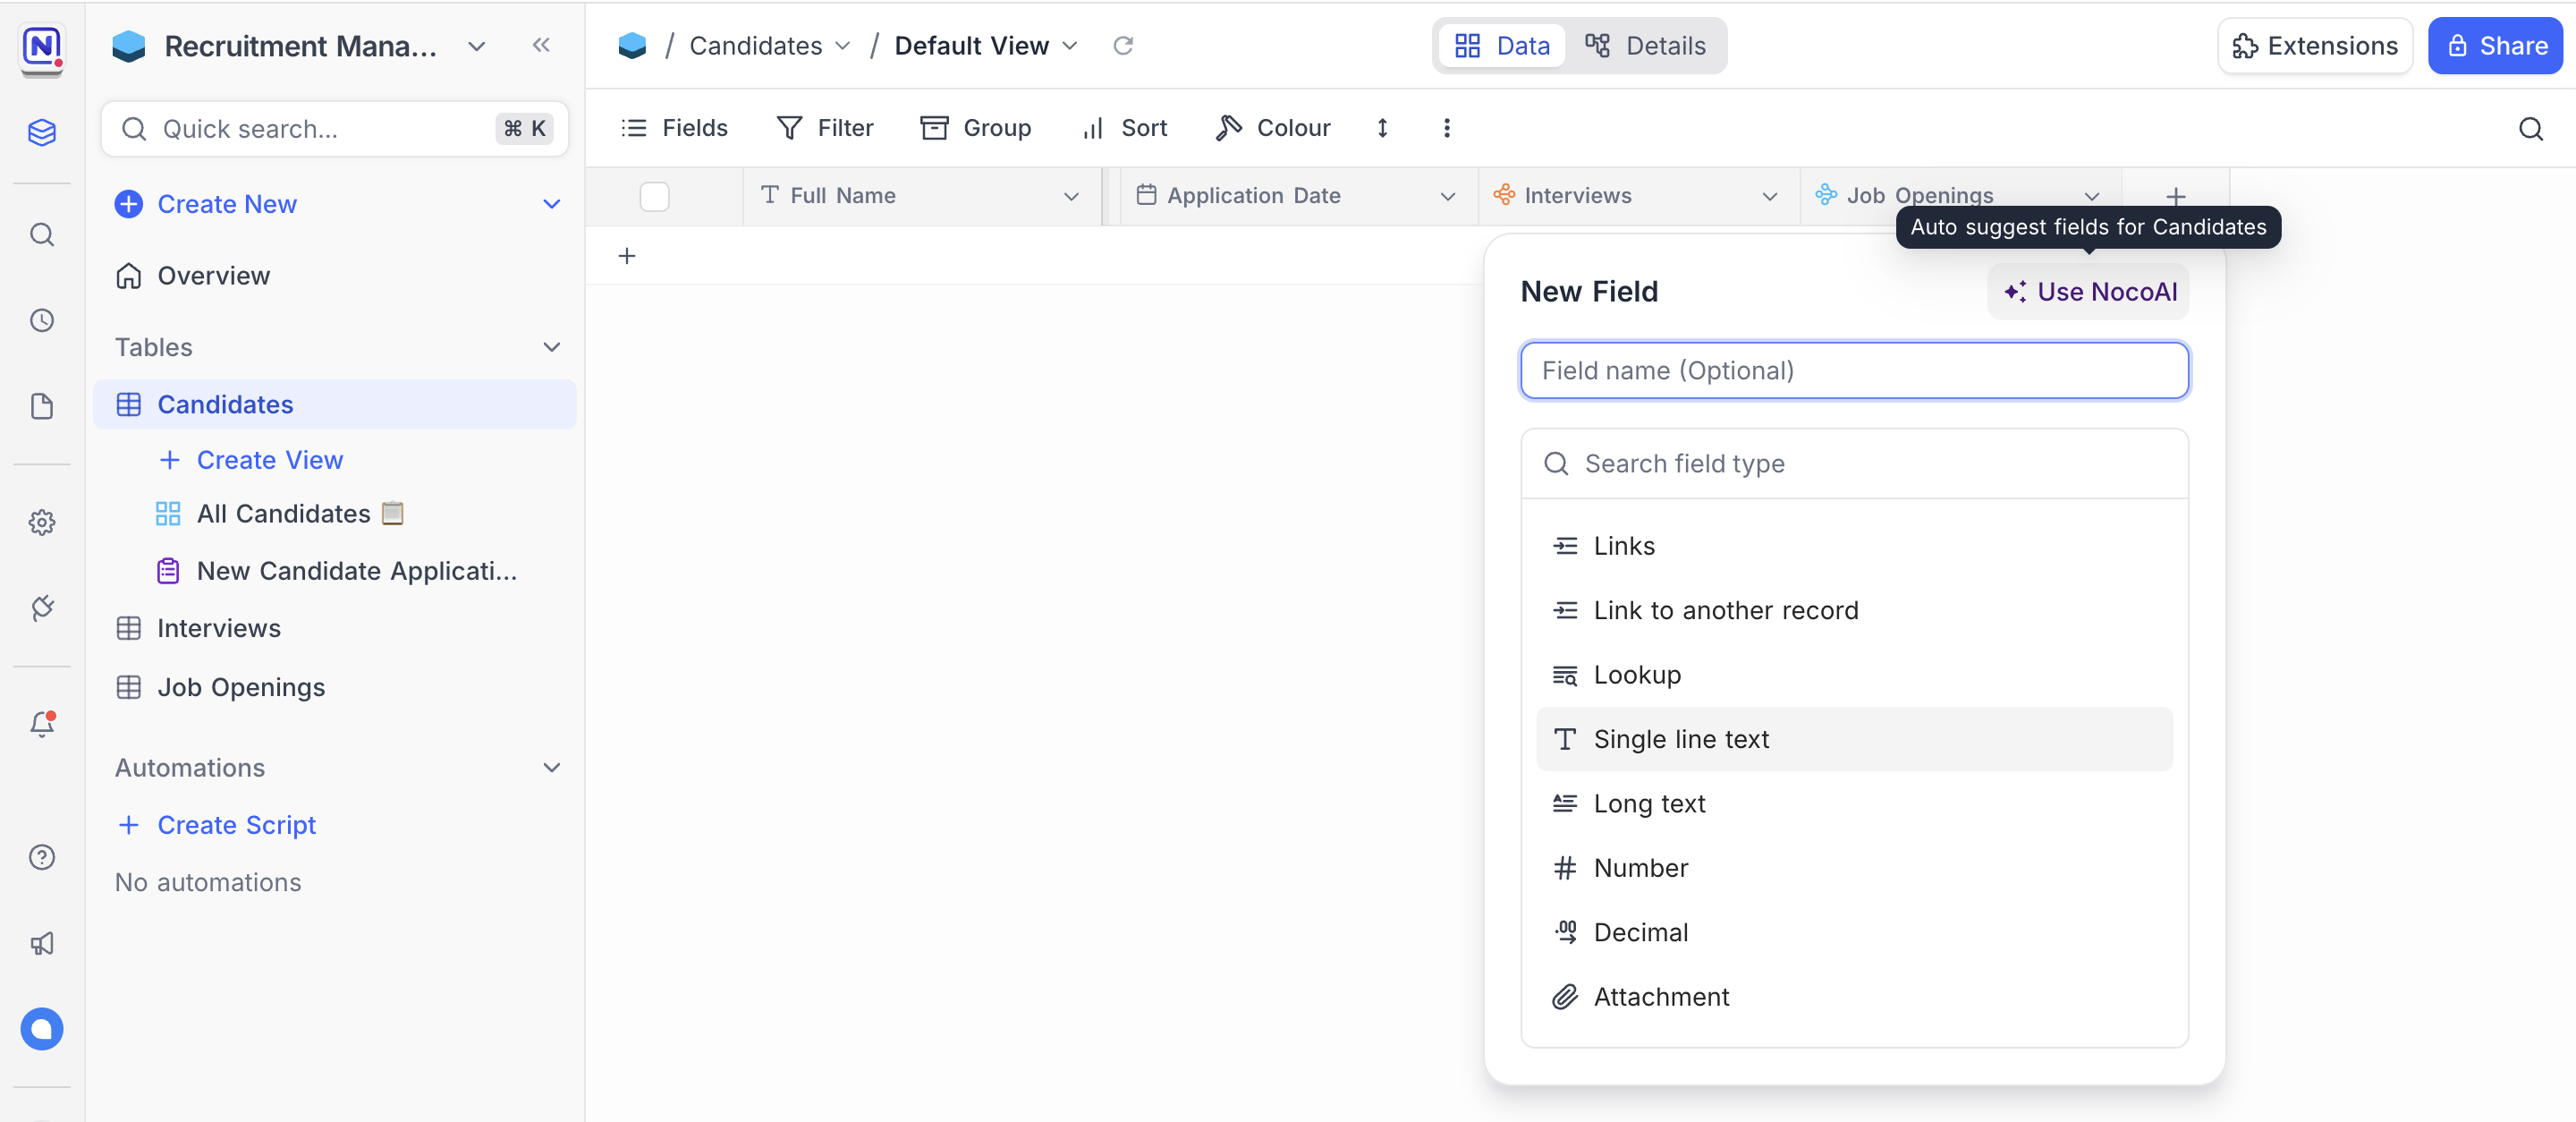 N
Recruitment Mana...
Quick search...
⌘ K
Create New
Overview
Tables
Candidates
Create View
All Candidates 📋
New Candidate Applicati...
Interviews
Job Openings
Automations
Create Script
No automations
/ Candidates / Default View
Data
Details
Extensions
Share
Fields
Filter
Group
Sort
Colour
Full Name
Application Date
Interviews
Job Openings
Auto suggest fields for Candidates
New Field
Use NocoAI
Field name (Optional)
Search field type
Links
Link to another record
Lookup
Single line text
Long text
Number
Decimal
Attachment